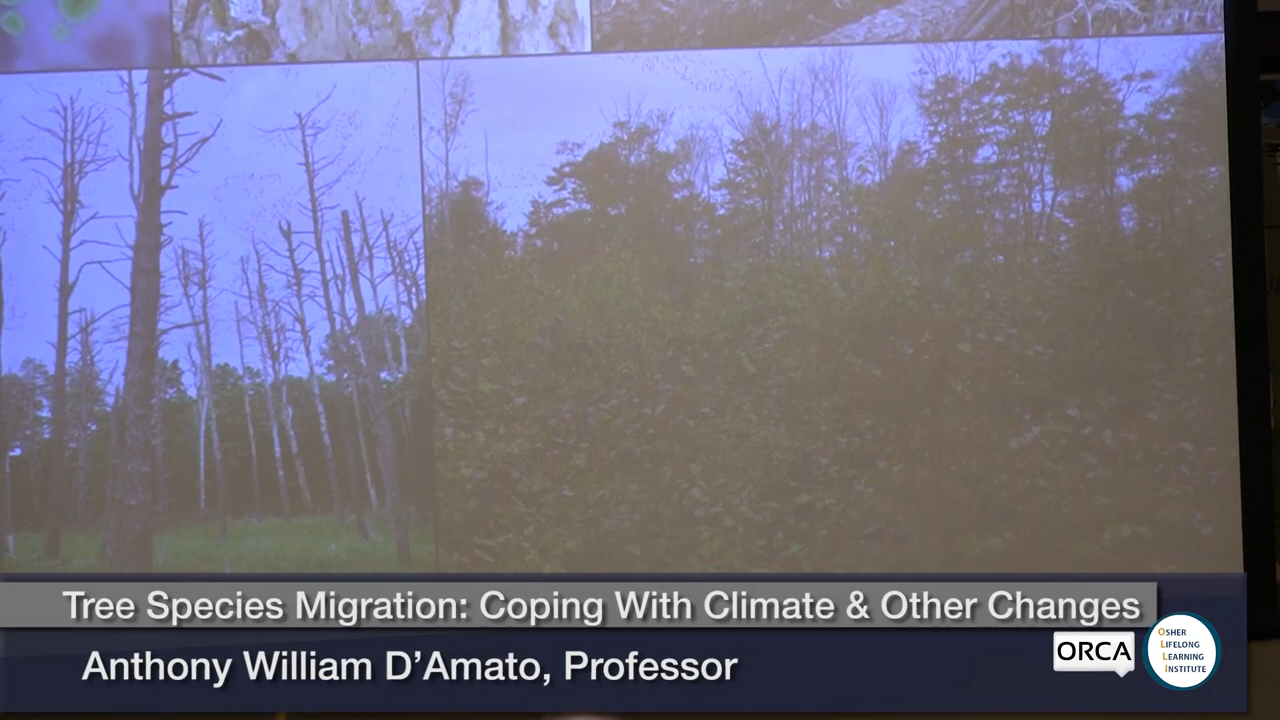 Tree Species Migration: Coping With Climate & Other Changes
Anthony William D'Amato, Professor
ORCA
OSHER
LIFELONG
LEARNING
INSTITUTE